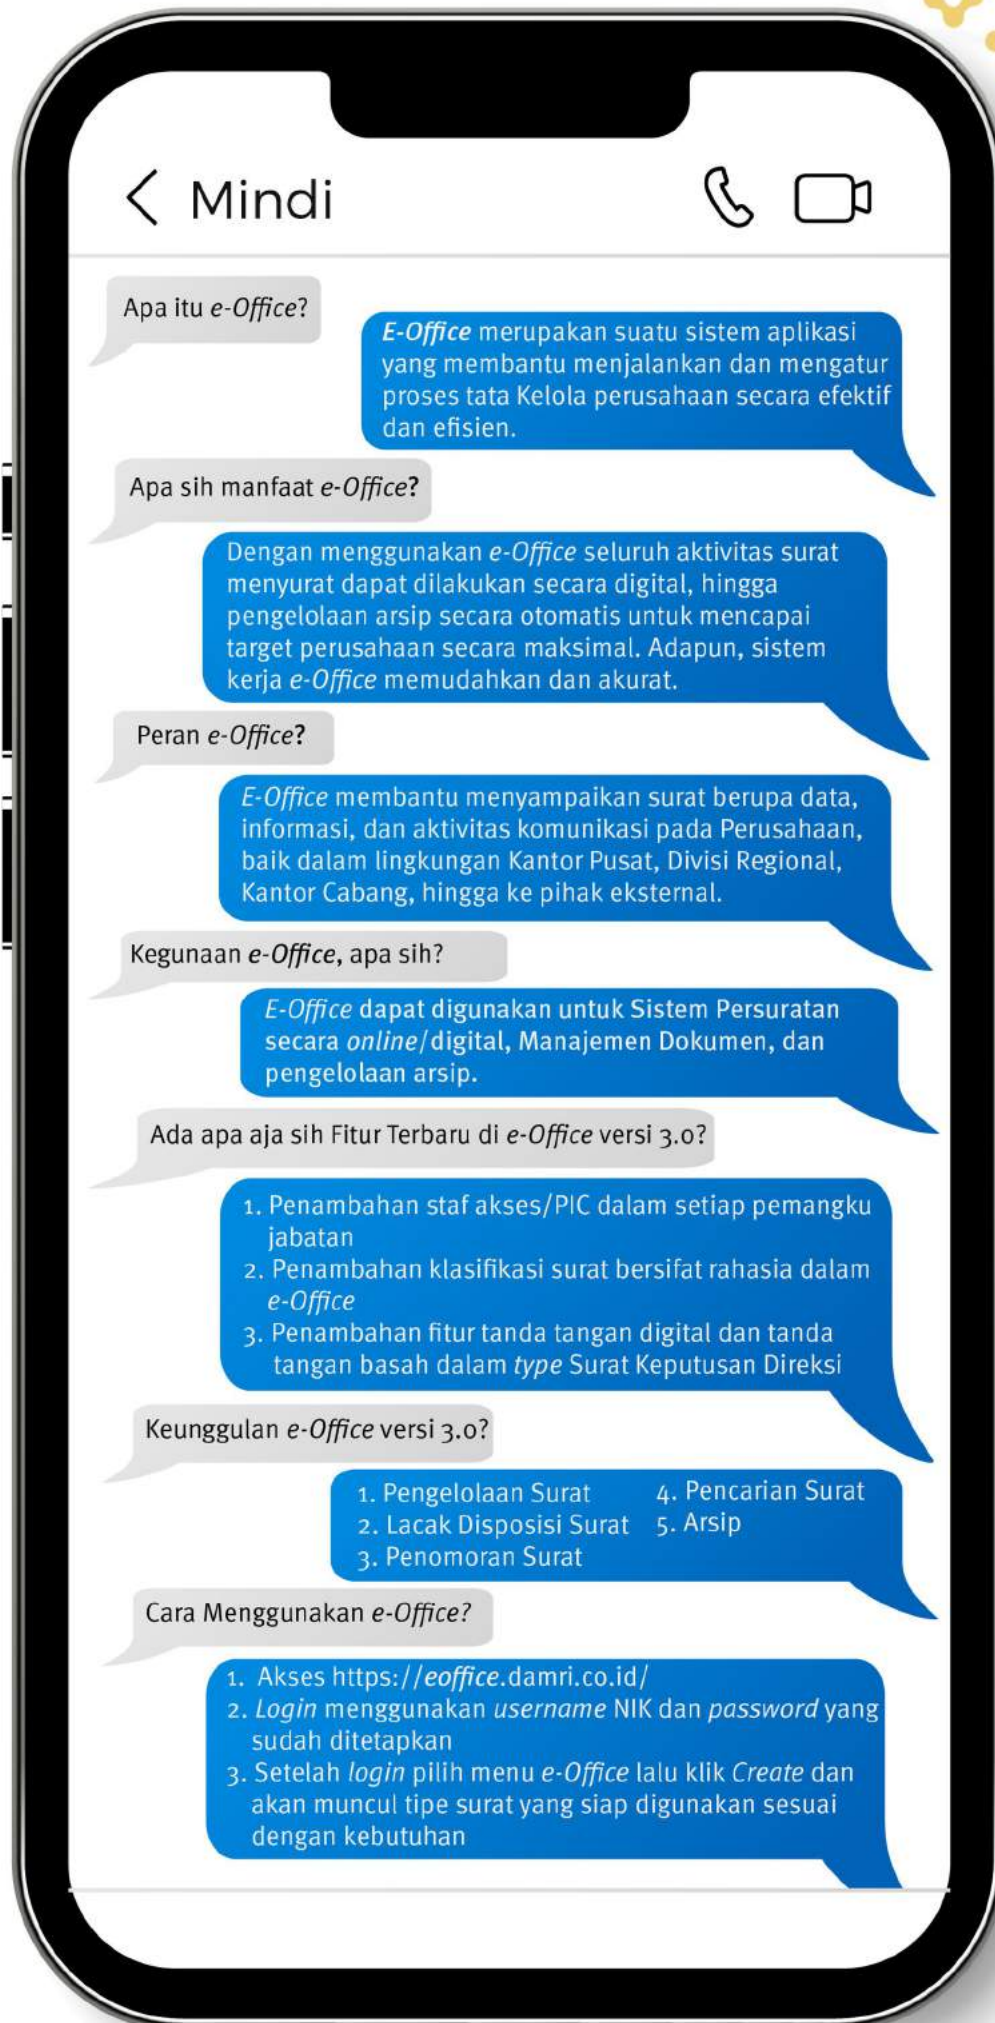 Mindi
Apa itu e-Office?
E-Office merupakan suatu sistem aplikasi
yang membantu menjalankan dan mengatur
proses tata Kelola perusahaan secara efektif
dan efisien.
Apa sih manfaat e-Office?
Dengan menggunakan e-Office seluruh aktivitas surat
menyurat dapat dilakukan secara digital, hingga
pengelolaan arsip secara otomatis untuk mencapai
target perusahaan secara maksimal. Adapun, sistem
kerja e-Office memudahkan dan akurat.
Peran e-Office?
E-Office membantu menyampaikan surat berupa data,
informasi, dan aktivitas komunikasi pada Perusahaan,
baik dalam lingkungan Kantor Pusat, Divisi Regional,
Kantor Cabang, hingga ke pihak eksternal.
Kegunaan e-Office, apa sih?
E-Office dapat digunakan untuk Sistem Persuratan
secara online/digital, Manajemen Dokumen, dan
pengelolaan arsip.
Ada apa aja sih Fitur Terbaru di e-Office versi 3.0?
1. Penambahan staf akses/PIC dalam setiap pemangku
jabatan
2. Penambahan klasifikasi surat bersifat rahasia dalam
e-Office
3. Penambahan fitur tanda tangan digital dan tanda
tangan basah dalam type Surat Keputusan Direksi
Keunggulan e-Office versi 3.0?
1. Pengelolaan Surat
2. Lacak Disposisi Surat
3. Penomoran Surat
4. Pencarian Surat
5. Arsip
Cara Menggunakan e-Office?
1. Akses https://eoffice.damri.co.id/
2. Login menggunakan username NIK dan password yang
sudah ditetapkan
3. Setelah login pilih menu e-Office lalu klik Create dan
akan muncul tipe surat yang siap digunakan sesuai
dengan kebutuhan